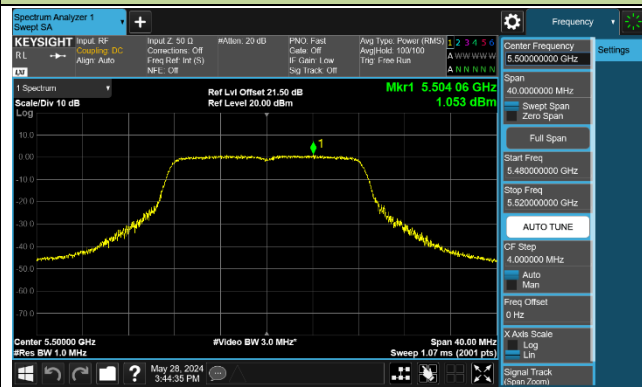 Spectrum Analyzer 1
Swept SA
Frequency
KEYSIGHT
Input: RF
Coupling: DC
Align: Auto
Input Z: 50 Ω
Corrections: Off
Freq Ref: Int (S)
NFE: Off
#Atten: 20 dB
PNO: Fast
Gate: Off
IF Gain: Low
Sig Track: Off
Avg Type: Power (RMS)
Avg|Hold: 100/100
Trig: Free Run
1 2 3 4 5 6
A W W W W W
A N N N N N
R L
LXI
1 Spectrum
Scale/Div 10 dB
Log
Ref Lvl Offset 21.50 dB
Ref Level 20.00 dBm
Mkr1 5.504 06 GHz
1.053 dBm
1
10.0
0.00
-10.0
-20.0
-30.0
-40.0
-50.0
-60.0
-70.0
Center 5.50000 GHz
#Res BW 1.0 MHz
#Video BW 3.0 MHz*
Span 40.00 MHz
Sweep 1.07 ms (2001 pts)
May 28, 2024
3:44:35 PM
Center Frequency
5.500000000 GHz
Settings
Span
40.0000000 MHz
Swept Span
Zero Span
Full Span
Start Freq
5.480000000 GHz
Stop Freq
5.520000000 GHz
AUTO TUNE
CF Step
4.000000 MHz
Auto
Man
Freq Offset
0 Hz
X Axis Scale
Log
Lin
Signal Track
(Span Zoom)